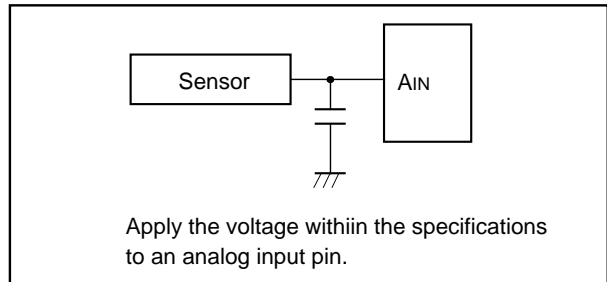 Sensor
AIN
Apply the voltage withiin the specifications
to an analog input pin.